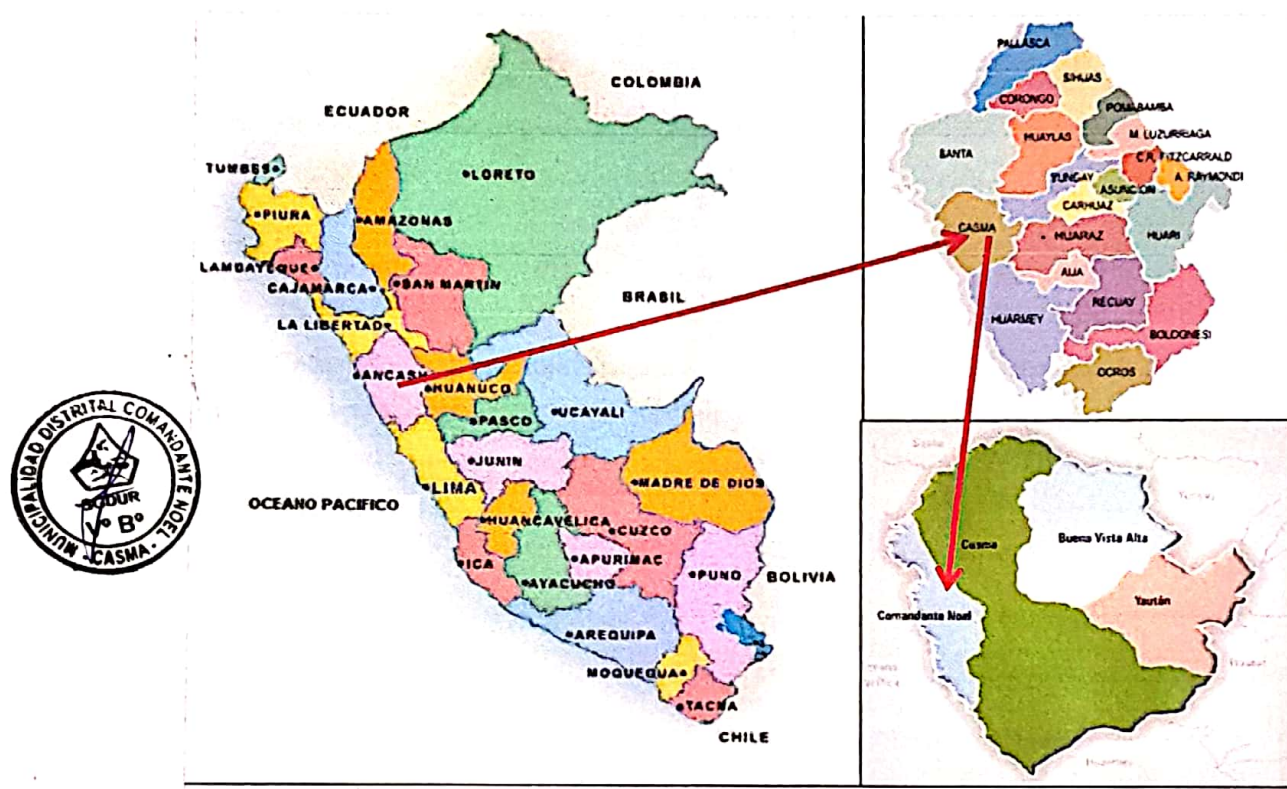 COLOMBIA
ECUADOR
TUMBES
LORETO
PIURA
AMAZONAS
LAMBAYEQUE
CAJAMARCA
SAN MARTIN
BRASIL
LA LIBERTAD
ANCASH
HUANUCO
UCAYALI
PASCO
JUNIN
LIMA
MADRE DE DIOS
OCEANO PACIFICO
HUANCAVELICA
CUZCO
ICA
APURIMAC
AYACUCHO
PUNO
BOLIVIA
AREQUIPA
MOQUEGUA
TACNA
CHILE
PALLASCA
SIHUAS
CORONGO
POMABAMBA
HUAYLAS
M. LUZURRIAGA
SANTA
C.R. FITZCARRALD
YUNGAY
A. RAYMONDI
ASUNCION
CARHUAZ
CASMA
HUARAZ
HUARI
AIJA
RECUAY
HUARMEY
BOLOGNESI
OCROS
Casma
Buena Vista Alta
Yaután
Comandante Noel
MUNICIPALIDAD DISTRITAL COMANDANTE NOEL
VºBº
- CASMA -